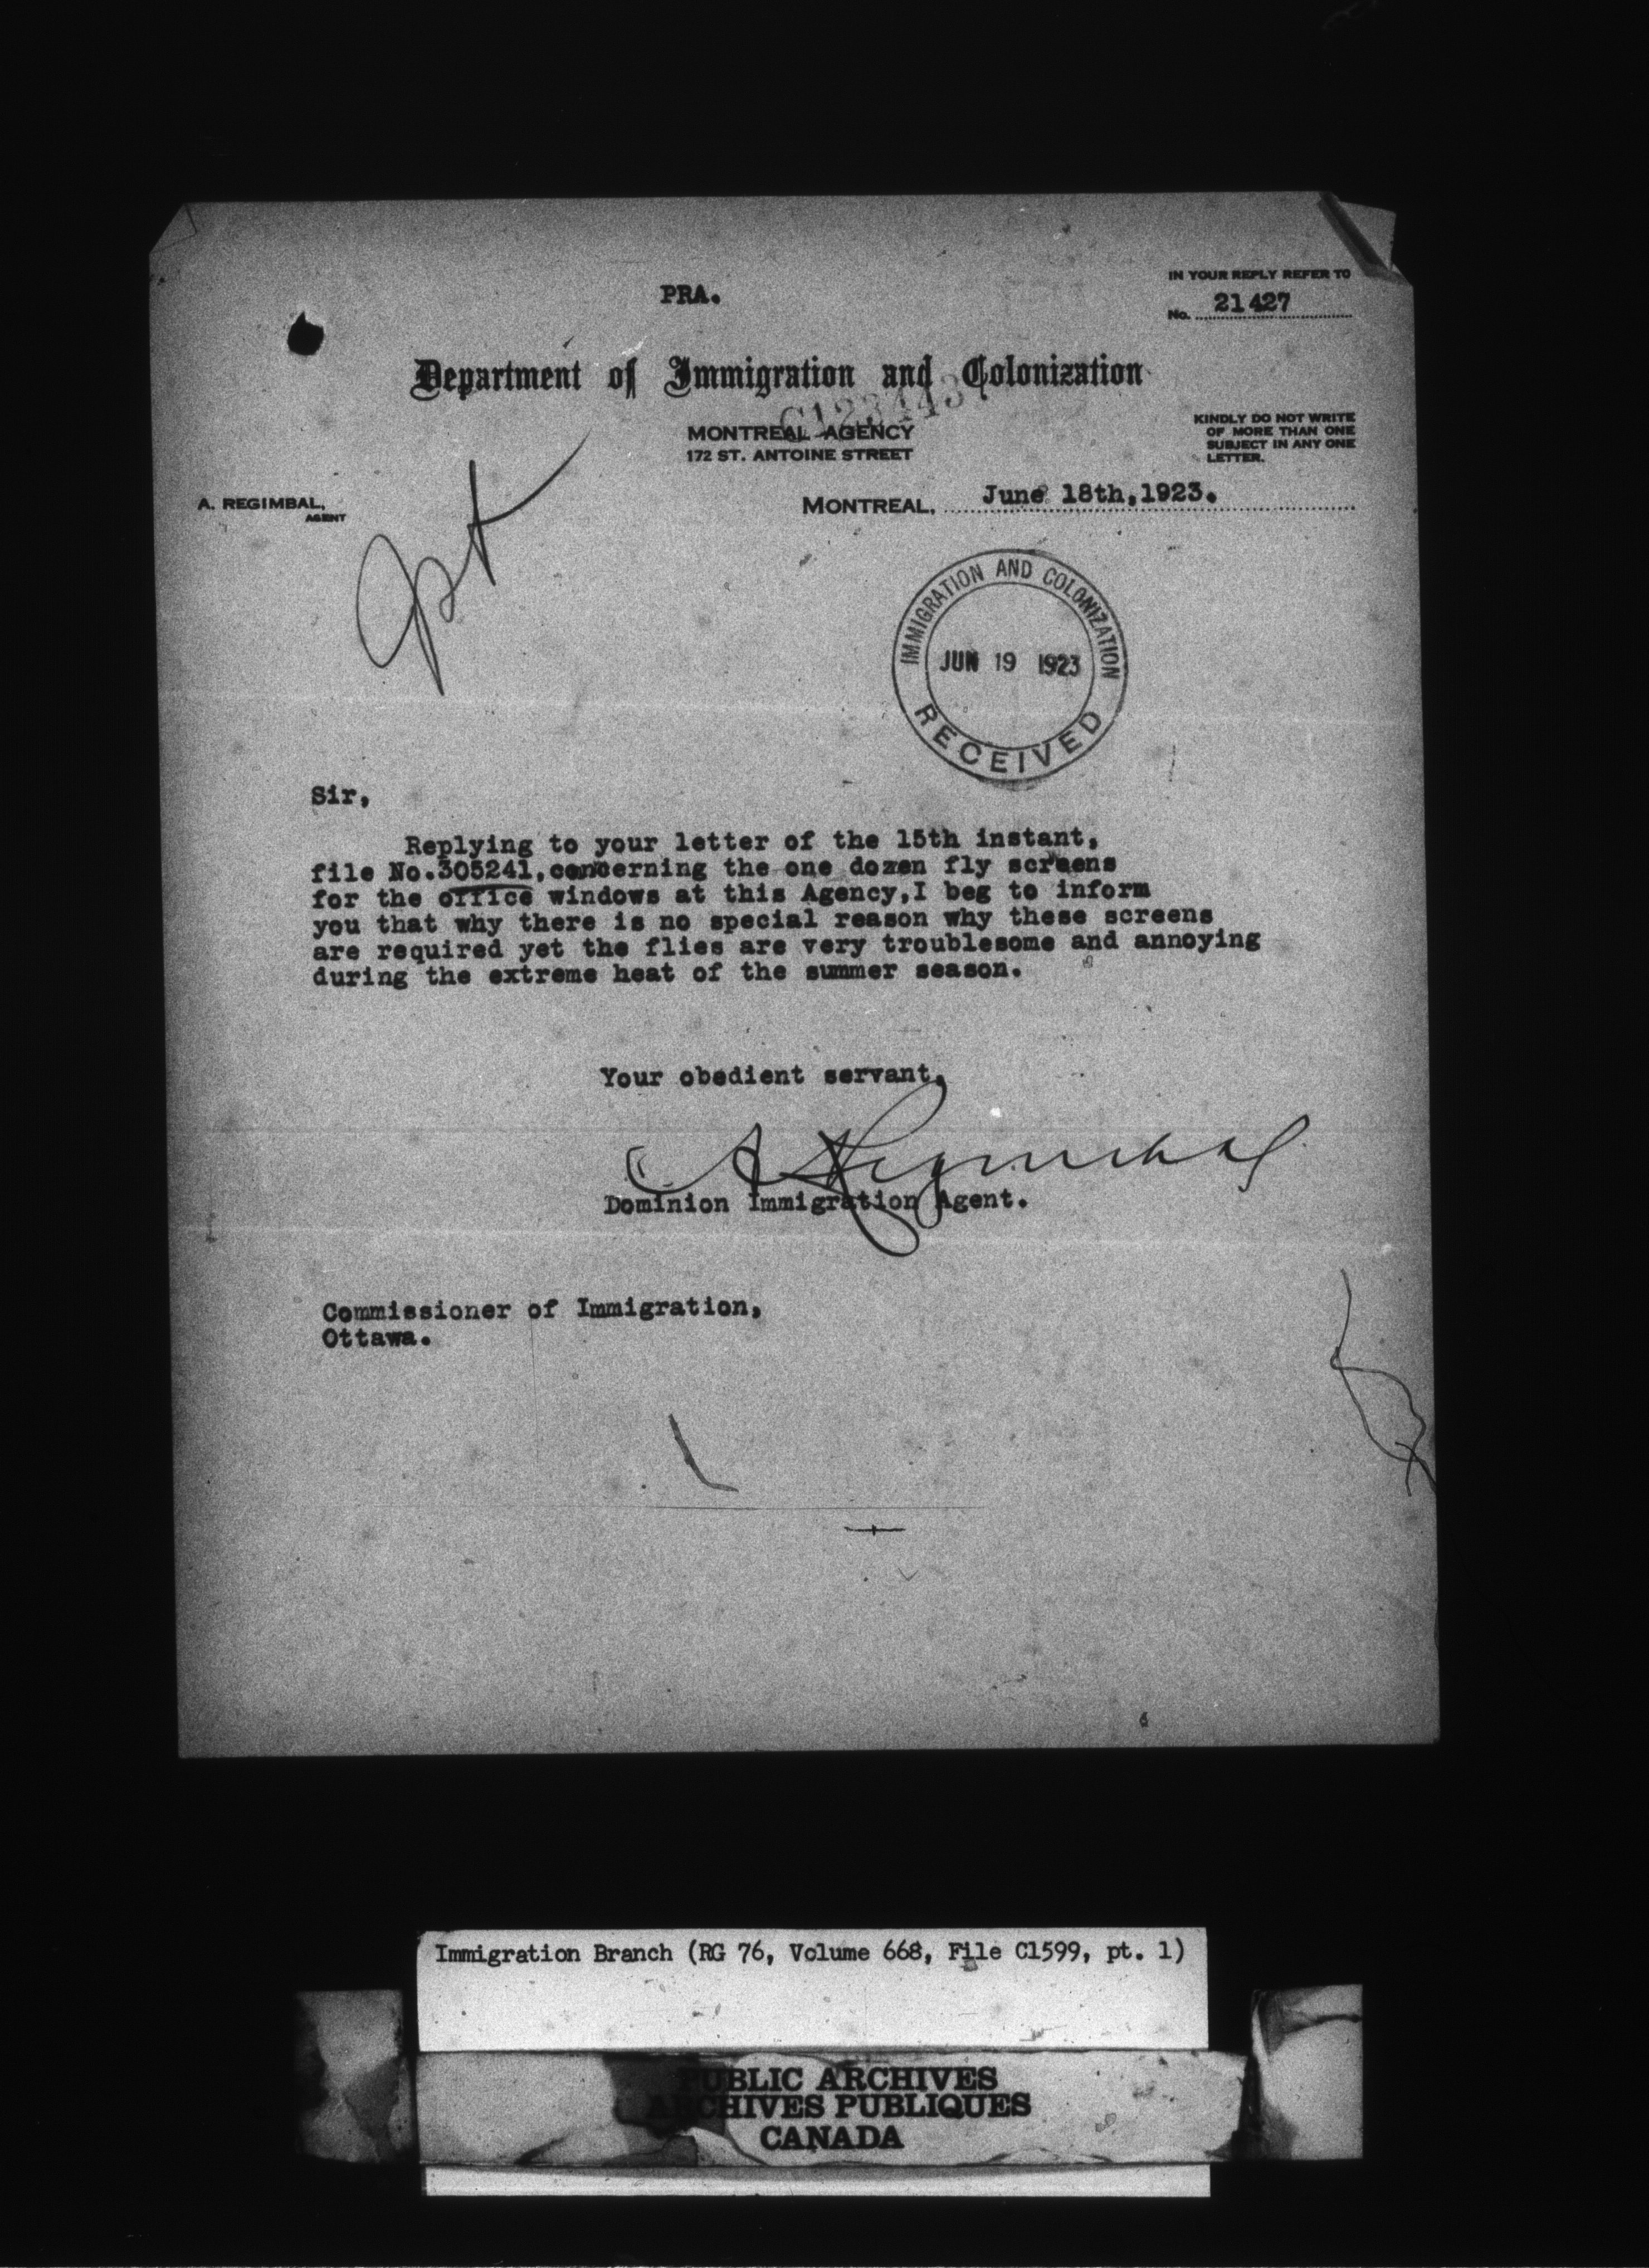 PRA.
IN YOUR REPLY REFER TO
No. 21427
Department of Immigration and Colonization
MONTREAL AGENCY
172 ST. ANTOINE STREET
KINDLY DO NOT WRITE
OF MORE THAN ONE
SUBJECT IN ANY ONE
LETTER.
A. REGIMBAL,
AGENT
MONTREAL, June 18th, 1923.
IMMIGRATION AND COLONIZATION
JUN 19 1923
RECEIVED
Sir,
Replying to your letter of the 15th instant,
file No.305241, concerning the one dozen fly screens
for the office windows at this Agency, I beg to inform
you that why there is no special reason why these screens
are required yet the flies are very troublesome and annoying
during the extreme heat of the summer season.
Your obedient servant,
A Regimbal
Dominion Immigration Agent.
Commissioner of Immigration,
Ottawa.
Immigration Branch (RG 76, Volume 668, File C1599, pt. 1)
PUBLIC ARCHIVES
ARCHIVES PUBLIQUES
CANADA